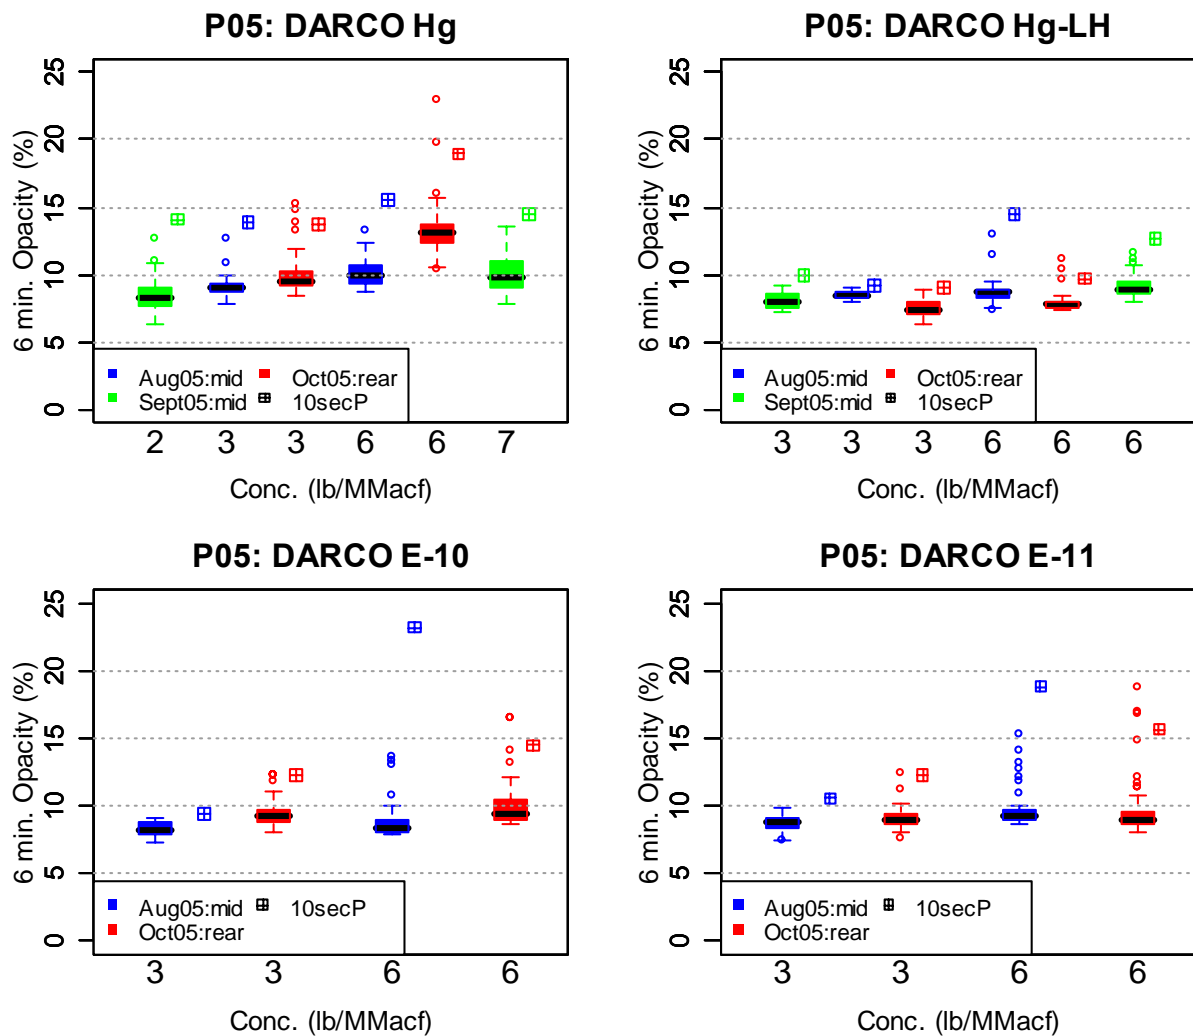 P05: DARCO Hg
6 min. Opacity (%)
25
20
15
10
5
0
Aug05:mid
Oct05:rear
Sept05:mid
10secP
2 3 3 6 6 7
Conc. (lb/MMacf)
P05: DARCO Hg-LH
6 min. Opacity (%)
25
20
15
10
5
0
Aug05:mid
Oct05:rear
Sept05:mid
10secP
3 3 3 6 6 6
Conc. (lb/MMacf)
P05: DARCO E-10
6 min. Opacity (%)
25
20
15
10
5
0
Aug05:mid
10secP
Oct05:rear
3 3 6 6
Conc. (lb/MMacf)
P05: DARCO E-11
6 min. Opacity (%)
25
20
15
10
5
0
Aug05:mid
10secP
Oct05:rear
3 3 6 6
Conc. (lb/MMacf)